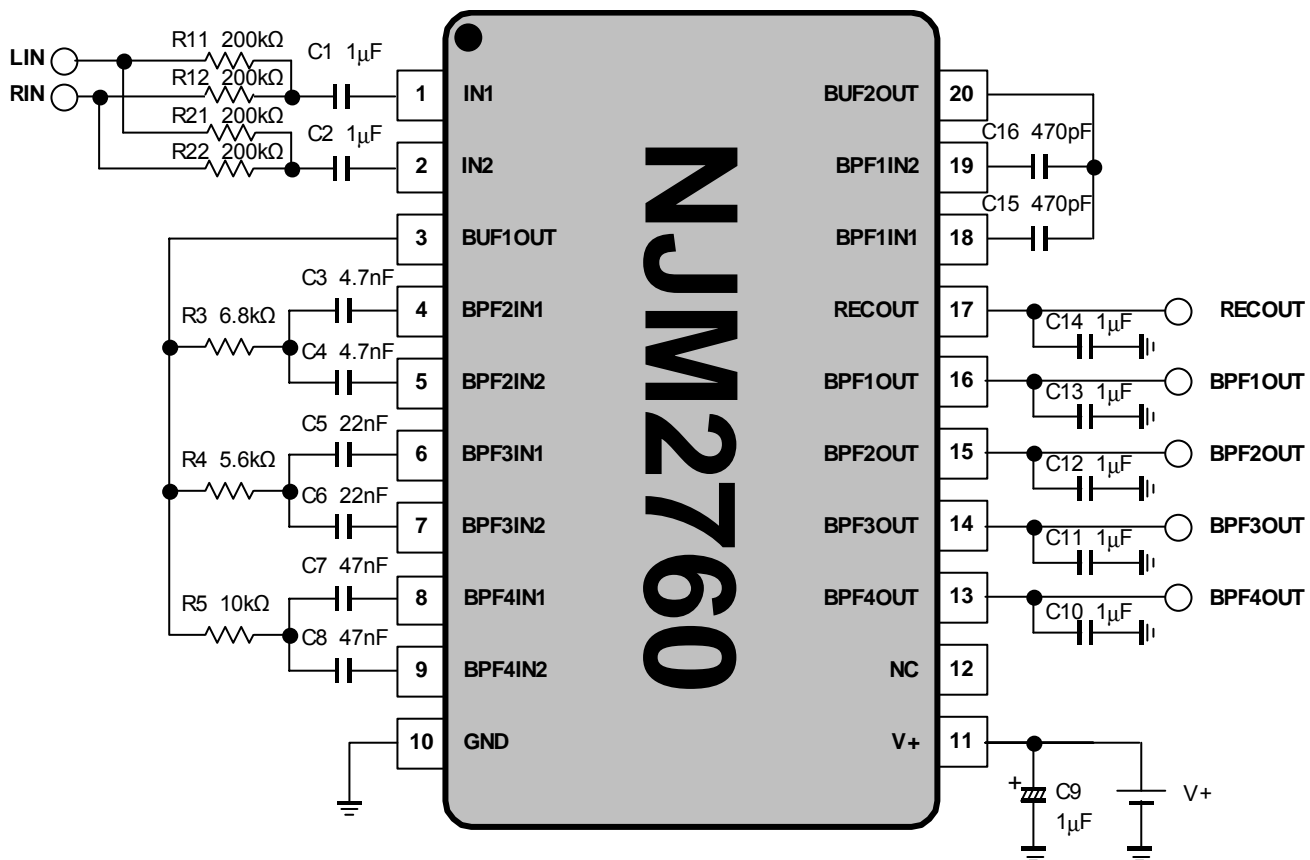 LIN
RIN
R11 200kΩ
R12 200kΩ
R21 200kΩ
R22 200kΩ
C1 1μF
C2 1μF
1 IN1
2 IN2
3 BUF1OUT
C3 4.7nF
4 BPF2IN1
R3 6.8kΩ
C4 4.7nF
5 BPF2IN2
C5 22nF
6 BPF3IN1
R4 5.6kΩ
C6 22nF
7 BPF3IN2
C7 47nF
8 BPF4IN1
R5 10kΩ
C8 47nF
9 BPF4IN2
10 GND
NJM2760
BUF2OUT 20
C16 470pF
BPF1IN2 19
C15 470pF
BPF1IN1 18
RECOUT 17
RECOUT
C14 1μF
BPF1OUT 16
BPF1OUT
C13 1μF
BPF2OUT 15
BPF2OUT
C12 1μF
BPF3OUT 14
BPF3OUT
C11 1μF
BPF4OUT 13
BPF4OUT
C10 1μF
NC 12
V+ 11
+
C9
1μF
V+